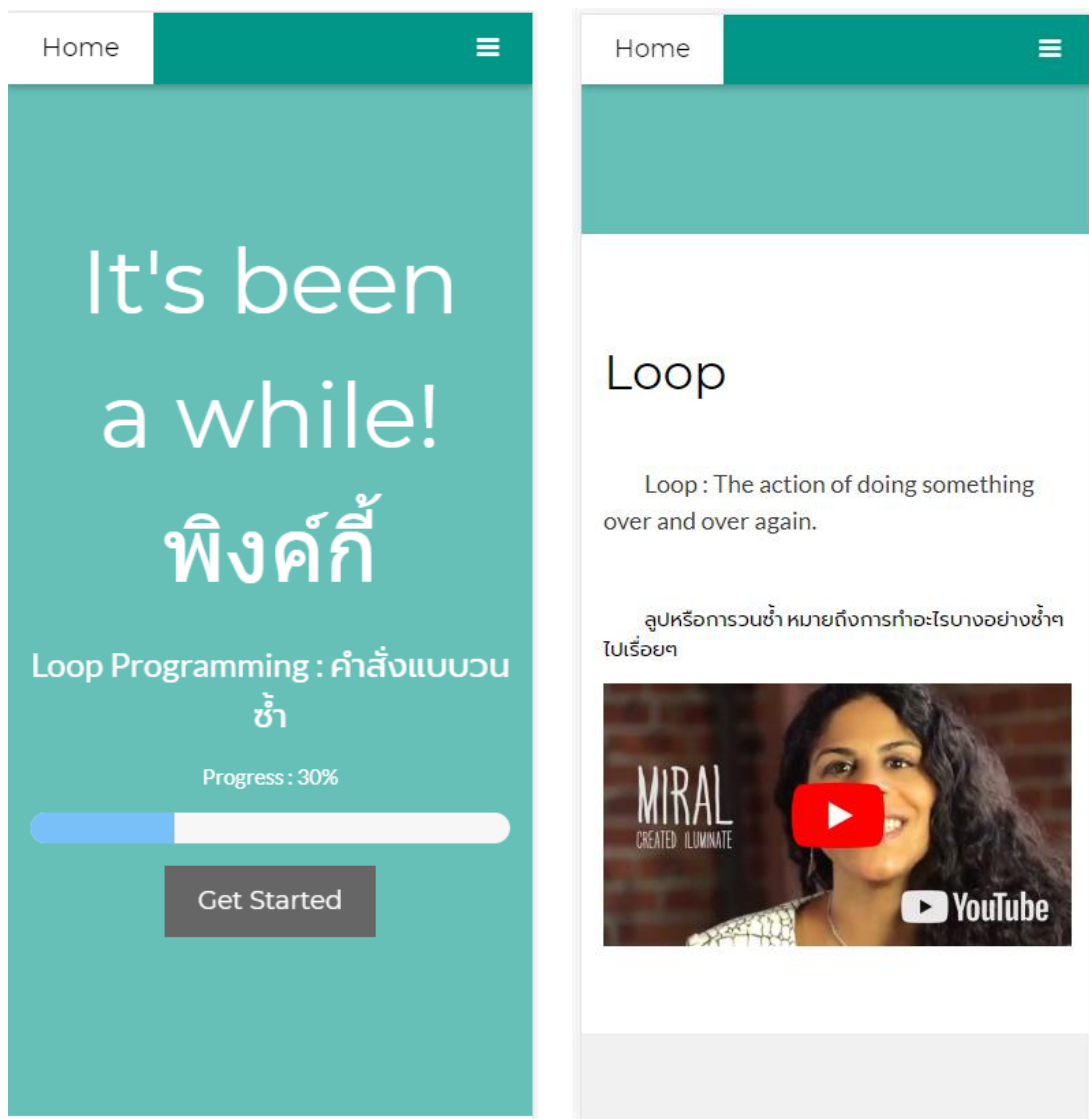 Home
It's been
a while!
พิงค์กี้
Loop Programming : คำสั่งแบบวน
ซ้ำ
Progress : 30%
Get Started
Home
Loop
Loop : The action of doing something
over and over again.
ลูปหรือการวนซ้ำ หมายถึงการทำอะไรบางอย่างซ้ำๆ
ไปเรื่อยๆ
MIRAL
CREATED ILUMINATE
YouTube